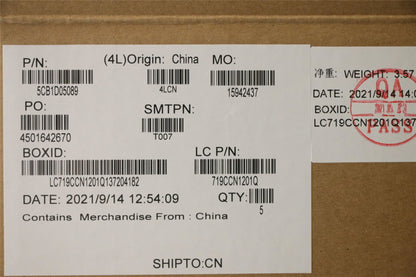 P/N:
(4L)Origin: China
MO:
5CB1D05089
4LCN
15942437
PO:
SMTPN:
4501642670
T007
BOXID:
LC P/N:
LC719CCN1201Q137204182
719CCN1201Q
DATE: 2021/9/14 12:54:09
QTY:
5
Contains Merchandise From : China
SHIPTO:CN
净重: WEIGHT: 3.57
DATE: 2021/9/14 14:0
BOXID:
LC719CCN1201Q137
QA
PASS